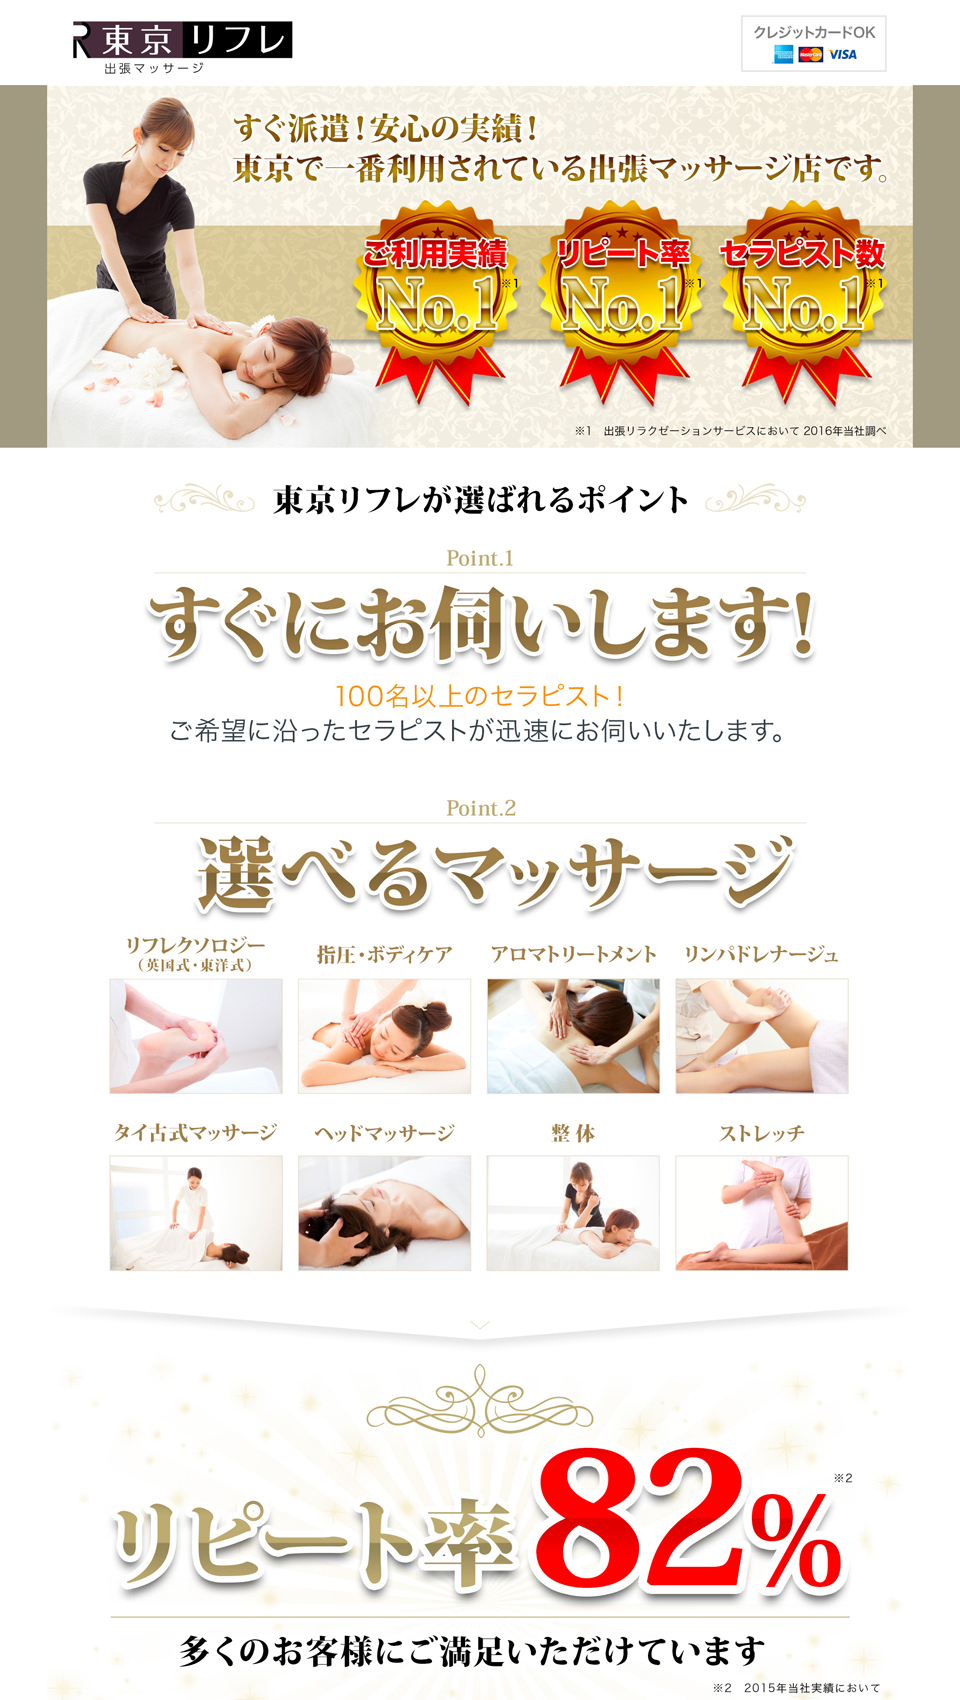 東京リフレ
出張マッサージ
クレジットカードOK
MasterCard VISA
すぐ派遣！安心の実績！
東京で一番利用されている出張マッサージ店です。
ご利用実績 No.1 ※1
リピート率 No.1 ※1
セラピスト数 No.1 ※1
※1　出張リラクゼーションサービスにおいて 2016年当社調べ
東京リフレが選ばれるポイント
Point.1
すぐにお伺いします!
100名以上のセラピスト！
ご希望に沿ったセラピストが迅速にお伺いいたします。
Point.2
選べるマッサージ
リフレクソロジー
（英国式・東洋式）
指圧・ボディケア
アロマトリートメント
リンパドレナージュ
タイ古式マッサージ
ヘッドマッサージ
整 体
ストレッチ
リピート率 82% ※2
多くのお客様にご満足いただけています
※2　2015年当社実績において